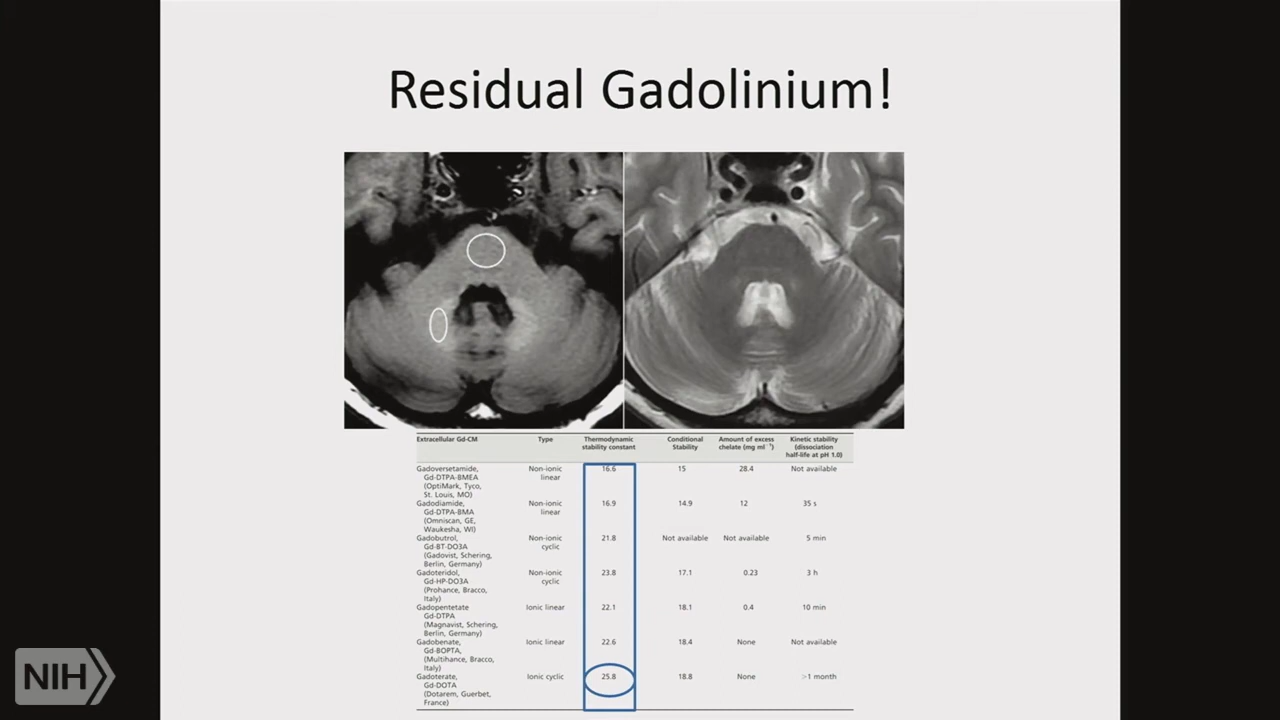 Residual Gadolinium!
Extracellular Gd-CM Type Thermodynamic stability constant Conditional Stability Amount of excess chelate (mg ml⁻¹) Kinetic stability (dissociation half-life at pH 1.0)
Gadoversetamide, Non-ionic 16.6 15 28.4 Not available
Gd-DTPA-BMEA linear
(OptiMark, Tyco,
St. Louis, MO)
Gadodiamide, Non-ionic 16.9 14.9 12 35 s
Gd-DTPA-BMA linear
(Omniscan, GE,
Waukesha, WI)
Gadobutrol, Non-ionic 21.8 Not available Not available 5 min
Gd-BT-DO3A cyclic
(Gadovist, Schering,
Berlin, Germany)
Gadoteridol, Non-ionic 23.8 17.1 0.23 3 h
Gd-HP-DO3A cyclic
(Prohance, Bracco,
Italy)
Gadopentetate Ionic linear 22.1 18.1 0.4 10 min
Gd-DTPA
(Magnavist, Schering,
Berlin, Germany)
Gadobenate, Ionic linear 22.6 18.4 None Not available
Gd-BOPTA,
(Multihance, Bracco,
Italy)
Gadoterate, Ionic cyclic 25.8 18.8 None >1 month
Gd-DOTA
(Dotarem, Guerbet,
France)
NIH